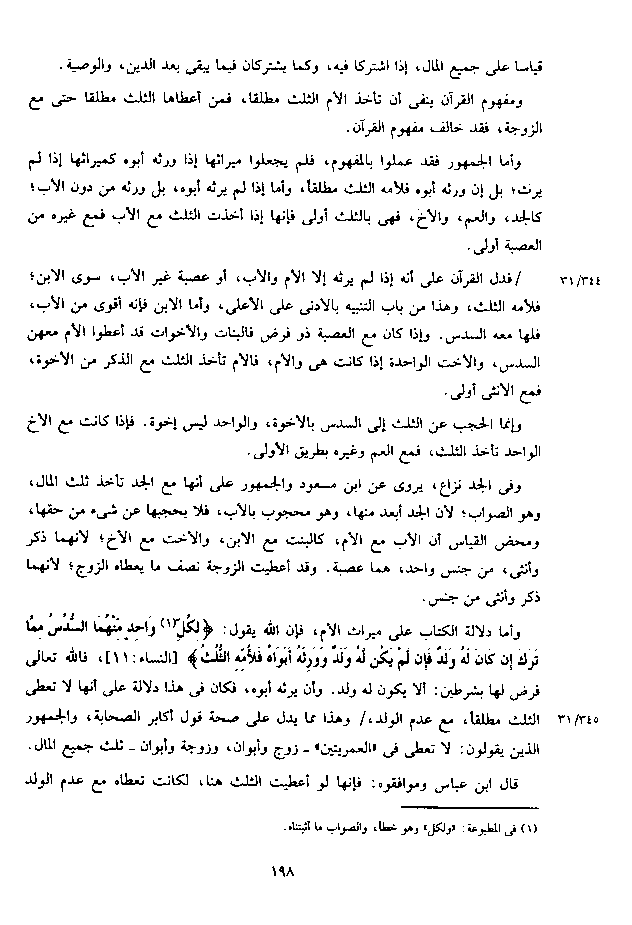 قياسا على جميع المال، إذا اشتركا فيه، وكما يشتركان فيما يبقى بعد الدين، والوصية.
ومفهوم القرآن ينفى أن تأخذ الأم الثلث مطلقا، فمن أعطاها الثلث مطلقا حتى مع
الزوجة، فقد خالف مفهوم القرآن.
وأما الجمهور فقد عملوا بالمفهوم، فلم يجعلوا ميراثها إذا ورثه أبوه كميراثها إذا لم
يرث؛ بل إن ورثه أبوه فلأمه الثلث مطلقاً، وأما إذا لم يرثه أبوه، بل ورثه من دون الأب؛
كالجد، والعم، والأخ، فهى بالثلث أولى فإنها إذا أخذت الثلث مع الأب فمع غيره من
العصبة أولى.
٣١/٣٤٤ / فدل القرآن على أنه إذا لم يرثه إلا الأم والأب، أو عصبة غير الأب، سوى الابن؛
فلأمه الثلث، وهذا من باب التنبيه بالأدنى على الأعلى، وأما الابن فإنه أقوى من الأب،
فلها معه السدس. وإذا كان مع العصبة ذو فرض فالبنات والأخوات قد أعطوا الأم معهن
السدس، والأخت الواحدة إذا كانت هى والأم، فالأم تأخذ الثلث مع الذكر من الأخوة،
فمع الأنثى أولى.
وإنما الحجب عن الثلث إلى السدس بالأخوة، والواحد ليس إخوة. فإذا كانت مع الأخ
الواحد تأخذ الثلث، فمع العم وغيره بطريق الأولى.
وفى الجد نزاع، يروى عن ابن مسعود والجمهور على أنها مع الجد تأخذ ثلث المال،
وهو الصواب؛ لأن الجد أبعد منها، وهو محجوب بالأب، فلا يحجبها عن شىء من حقها،
ومحض القياس أن الأب مع الأم، كالبنت مع الابن، والأخت مع الأخ؛ لأنهما ذكر
وأنثى، من جنس واحد، هما عصبة. وقد أعطيت الزوجة نصف ما يعطاه الزوج؛ لأنهما
ذكر وأنثى من جنس.
وأما دلالة الكتاب على ميراث الأم، فإن الله يقول: ﴿لِكُلِّ(١) وَاحِدٍ مِّنْهُمَا السُّدُسُ مِمَّا
تَرَكَ إِن كَانَ لَهُ وَلَدٌ فَإِن لَّمْ يَكُن لَّهُ وَلَدٌ وَوَرِثَهُ أَبَوَاهُ فَلأُمِّهِ الثُّلُثُ﴾ [النساء:١١]، فالله تعالى
فرض لها بشرطين: ألا يكون له ولد. وأن يرثه أبوه، فكان فى هذا دلالة على أنها لا تعطى
٣١/٣٤٥ الثلث مطلقاً، مع عدم الولد،/ وهذا مما يدل على صحة قول أكابر الصحابة، والجمهور
الذين يقولون: لا تعطى فى «العمريتين» ـ زوج وأبوان، وزوجة وأبوان ـ ثلث جميع المال.
قال ابن عباس وموافقوه: فإنها لو أعطيت الثلث هنا، لكانت تعطاه مع عدم الولد
(١) فى المطبوعة: «ولكل» وهو خطأ، والصواب ما أثبتناه.
١٩٨